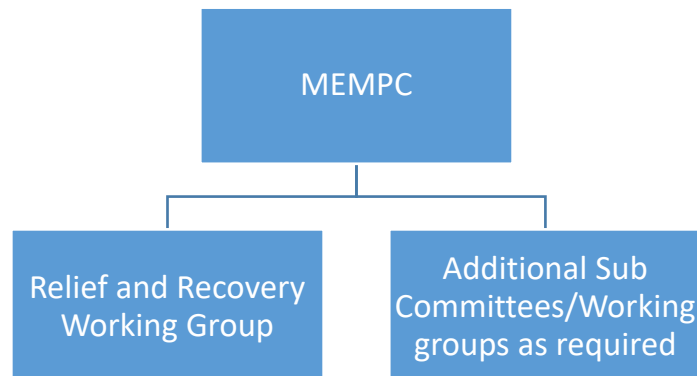 MEMPC
Relief and Recovery
Working Group
Additional Sub
Committees/Working
groups as required